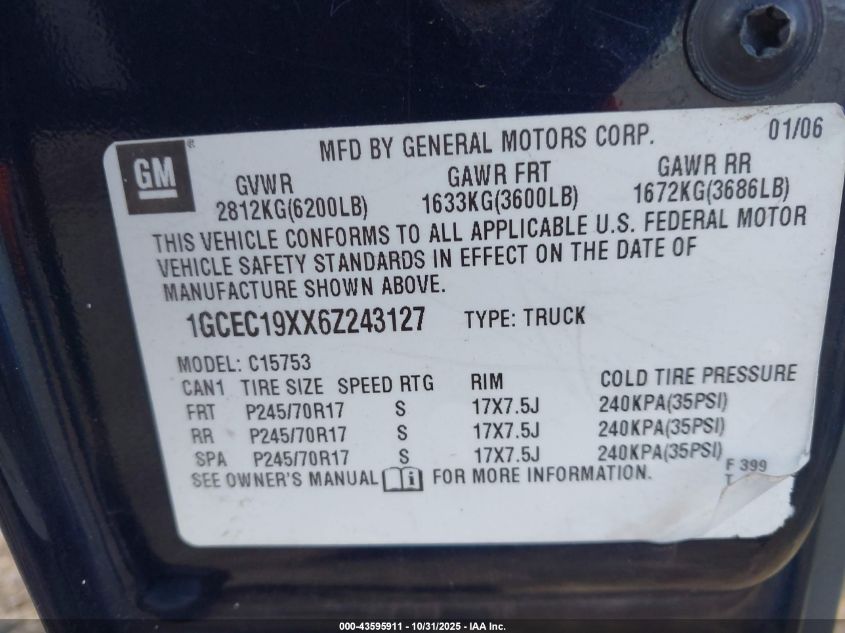 MFD BY GENERAL MOTORS CORP. 01/06
GM
GVWR GAWR FRT GAWR RR
2812KG(6200LB) 1633KG(3600LB) 1672KG(3686LB)
THIS VEHICLE CONFORMS TO ALL APPLICABLE U.S. FEDERAL MOTOR
VEHICLE SAFETY STANDARDS IN EFFECT ON THE DATE OF
MANUFACTURE SHOWN ABOVE.
1GCEC19XX6Z243127 TYPE: TRUCK
MODEL: C15753
CAN1 TIRE SIZE SPEED RTG RIM COLD TIRE PRESSURE
FRT P245/70R17 S 17X7.5J 240KPA(35PSI)
RR P245/70R17 S 17X7.5J 240KPA(35PSI)
SPA P245/70R17 S 17X7.5J 240KPA(35PSI)
SEE OWNER'S MANUAL FOR MORE INFORMATION.
F 399
T
000-43595911 - 10/31/2025 - IAA Inc.